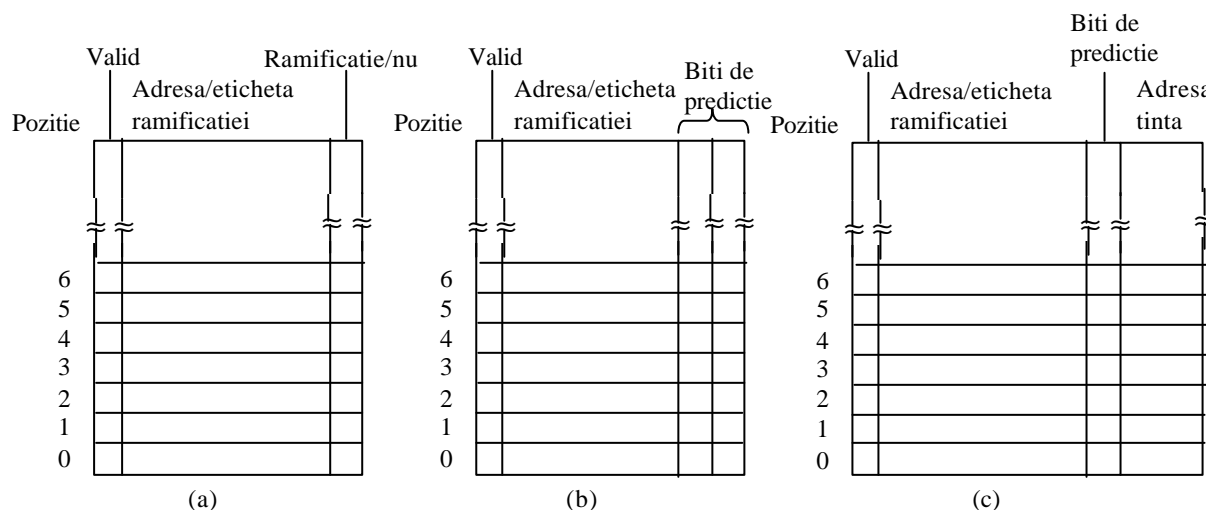 Valid
Ramificatie/nu
Adresa/eticheta
ramificatiei
Pozitie
6
5
4
3
2
1
0
(a)
Valid
Adresa/eticheta
ramificatiei
Biti de
predictie
Pozitie
6
5
4
3
2
1
0
(b)
Biti de
predictie
Valid
Adresa/eticheta
ramificatiei
Adresa
tinta
Pozitie
6
5
4
3
2
1
0
(c)